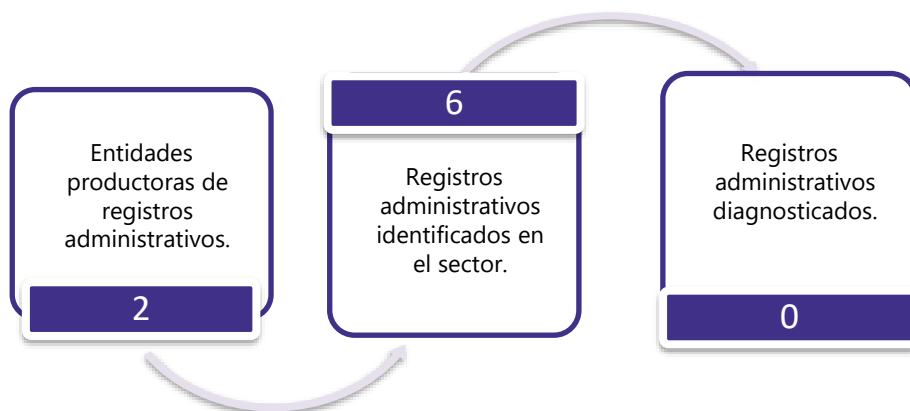 Entidades
productoras de
registros
administrativos.
2
6
Registros
administrativos
identificados en
el sector.
Registros
administrativos
diagnosticados.
0